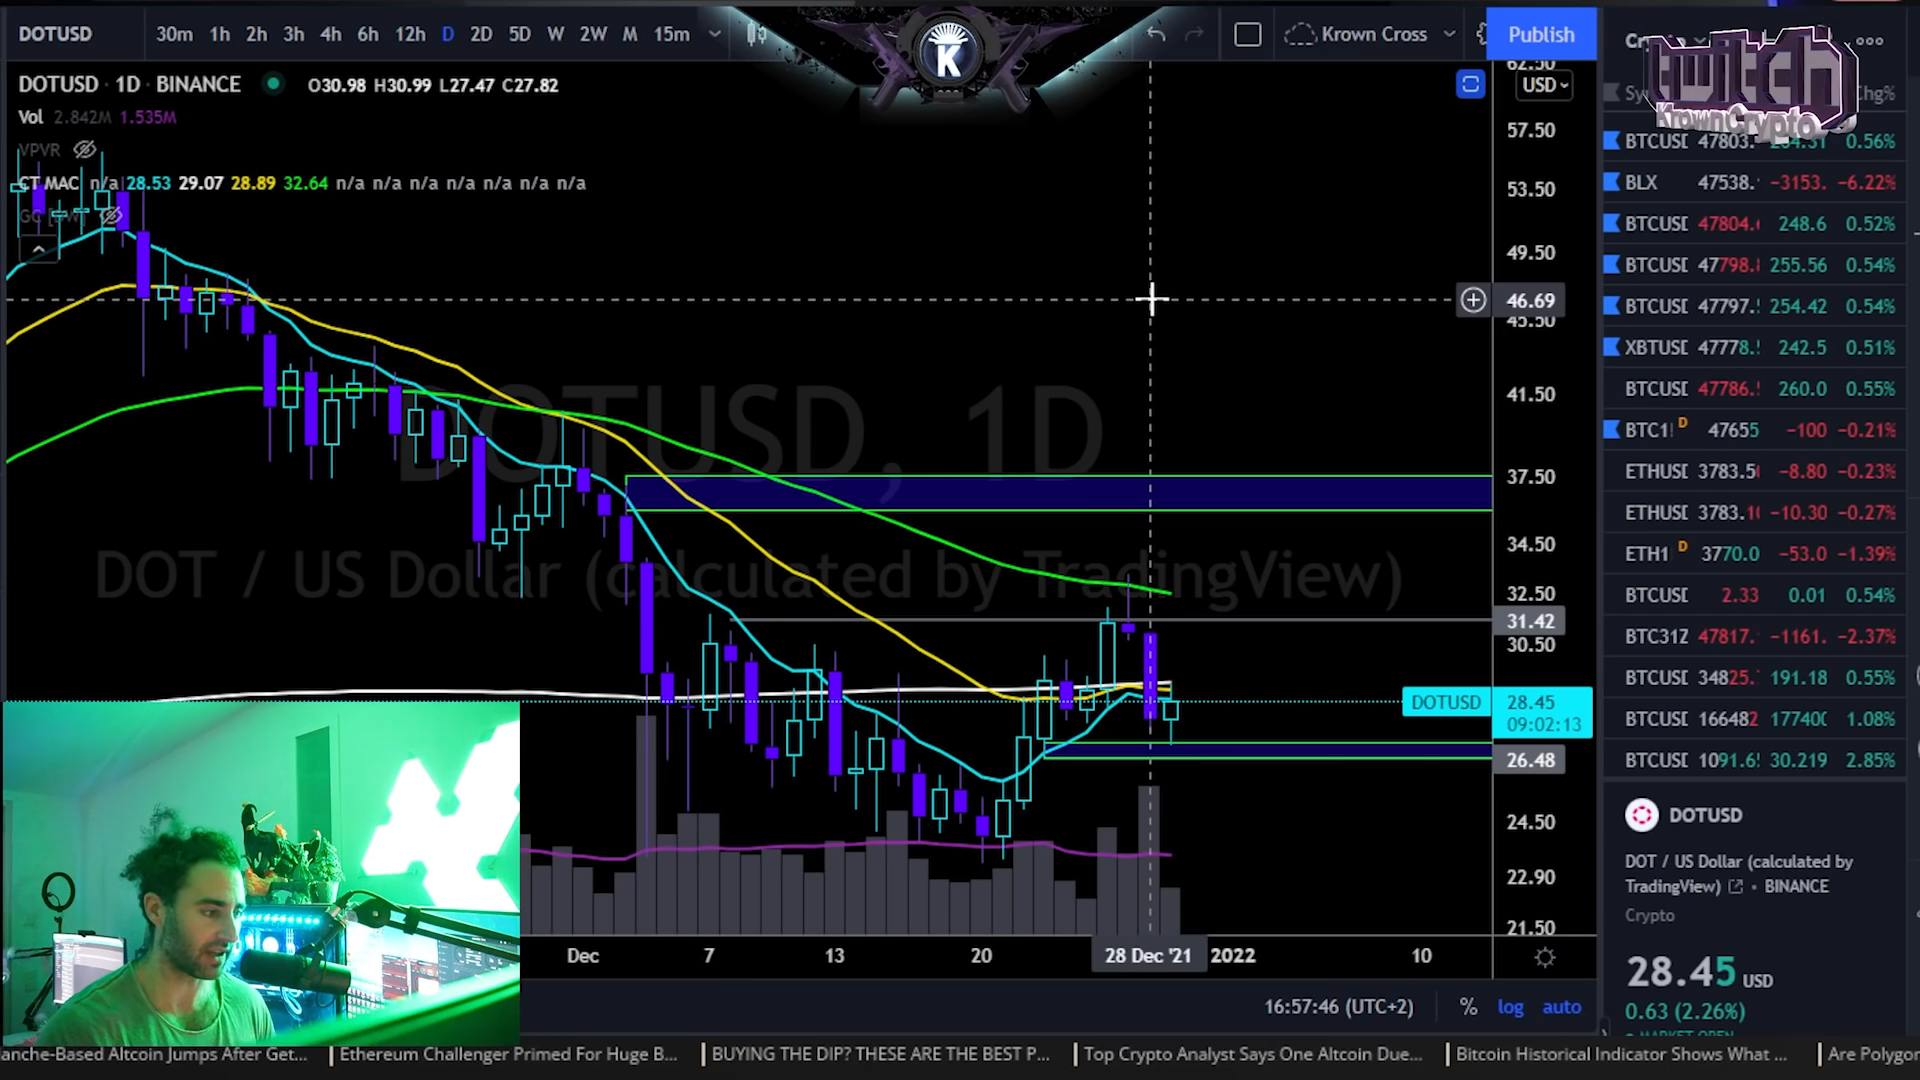 DOTUSD 30m 1h 2h 3h 4h 6h 12h D 2D 5D W 2W M 15m K Krown Cross Publish
twitch
KrownCrypto
DOTUSD · 1D · BINANCE O30.98 H30.99 L27.47 C27.82
Vol 2.842M 1.535M
VPVR
CT MAC n/a 28.53 29.07 28.89 32.64 n/a n/a n/a n/a n/a n/a n/a
DOTUSD, 1D
DOT / US Dollar (calculated by TradingView)
USD
62.50
57.50
53.50
49.50
46.69
45.50
41.50
37.50
34.50
32.50
31.42
30.50
DOTUSD 28.45
09:02:13
26.48
24.50
22.90
21.50
Dec 7 13 20 28 Dec '21 2022 10
16:57:46 (UTC+2) % log auto
Chg%
BTCUSD 47803. 0.56%
BLX 47538. -3153. -6.22%
BTCUSD 47804. 248.6 0.52%
BTCUSD 47798. 255.56 0.54%
BTCUSD 47797. 254.42 0.54%
XBTUSD 47778. 242.5 0.51%
BTCUSD 47786. 260.0 0.55%
BTC1! D 47655 -100 -0.21%
ETHUSD 3783.5 -8.80 -0.23%
ETHUSD 3783.1 -10.30 -0.27%
ETH1 D 3770.0 -53.0 -1.39%
BTCUSD 2.33 0.01 0.54%
BTC31Z 47817. -1161. -2.37%
BTCUSD 34825. 191.18 0.55%
BTCUSD 166482 17740 1.08%
BTCUSD 1091.6 30.219 2.85%
DOTUSD
DOT / US Dollar (calculated by
TradingView) · BINANCE
Crypto
28.45 USD
0.63 (2.26%)
MARKET OPEN
anche-Based Altcoin Jumps After Get... Ethereum Challenger Primed For Huge B... BUYING THE DIP? THESE ARE THE BEST P... Top Crypto Analyst Says One Altcoin Due... Bitcoin Historical Indicator Shows What ... Are Polygon